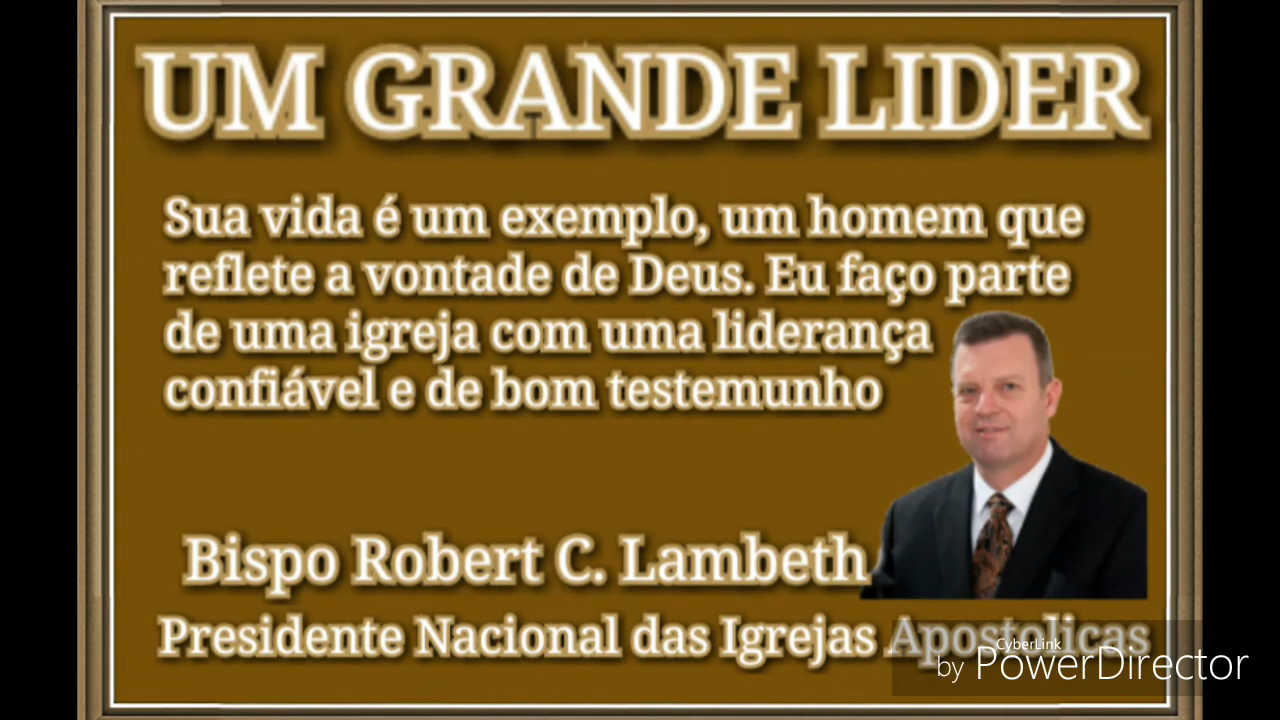 UM GRANDE LIDER
Sua vida é um exemplo, um homem que
reflete a vontade de Deus. Eu faço parte
de uma igreja com uma liderança
confiável e de bom testemunho
Bispo Robert C. Lambeth
Presidente Nacional das Igrejas Apostolicas
CyberLink
by PowerDirector